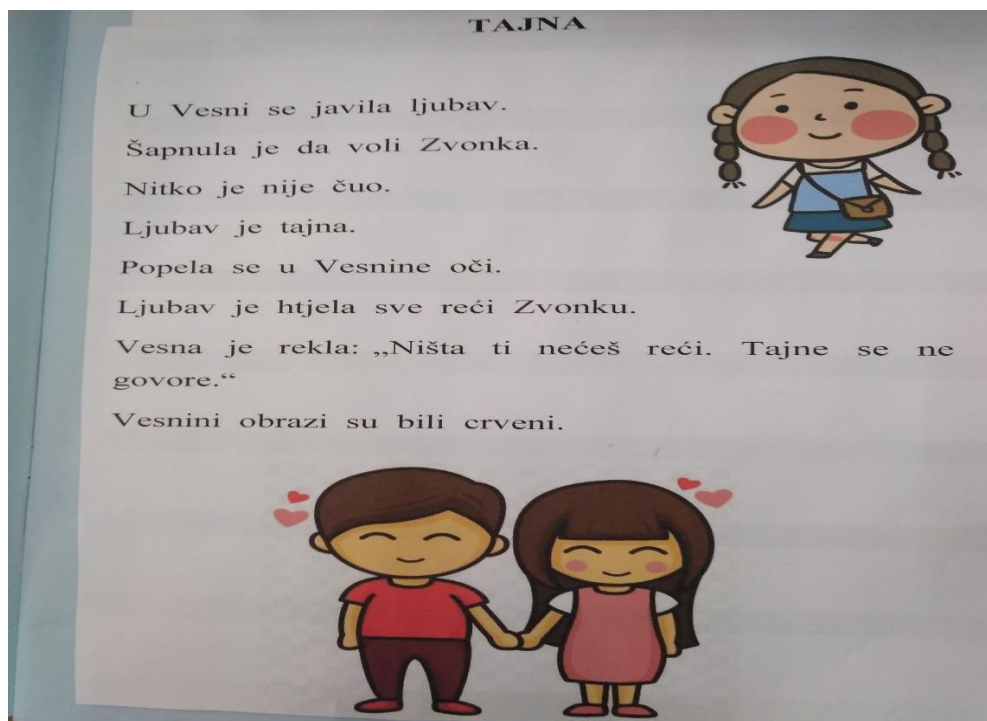 TAJNA
U Vesni se javila ljubav.
Šapnula je da voli Zvonka.
Nitko je nije čuo.
Ljubav je tajna.
Popela se u Vesnine oči.
Ljubav je htjela sve reći Zvonku.
Vesna je rekla: „Ništa ti nećeš reći. Tajne se ne
govore.“
Vesnini obrazi su bili crveni.